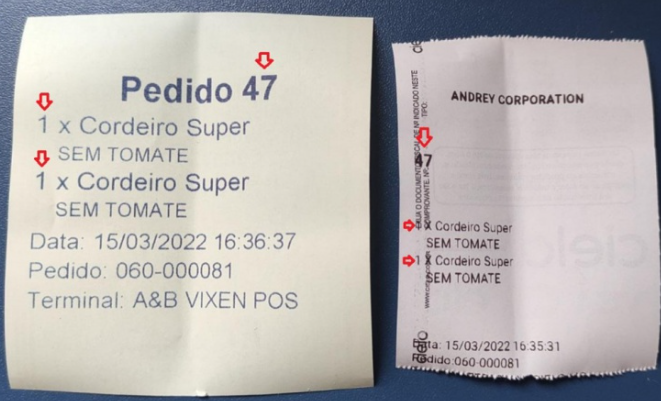 Pedido 47
1 x Cordeiro Super
SEM TOMATE
1 x Cordeiro Super
SEM TOMATE
Data: 15/03/2022 16:36:37
Pedido: 060-000081
Terminal: A&B VIXEN POS
ANDREY CORPORATION
47
1 X Cordeiro Super
SEM TOMATE
1 X Cordeiro Super
SEM TOMATE
Data: 15/03/2022 16:35:31
Pedido:060-000081
cielo